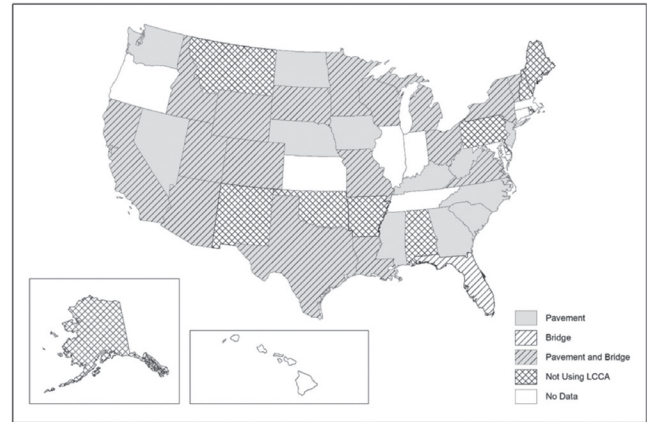 Pavement
Bridge
Pavement and Bridge
Not Using LCCA
No Data